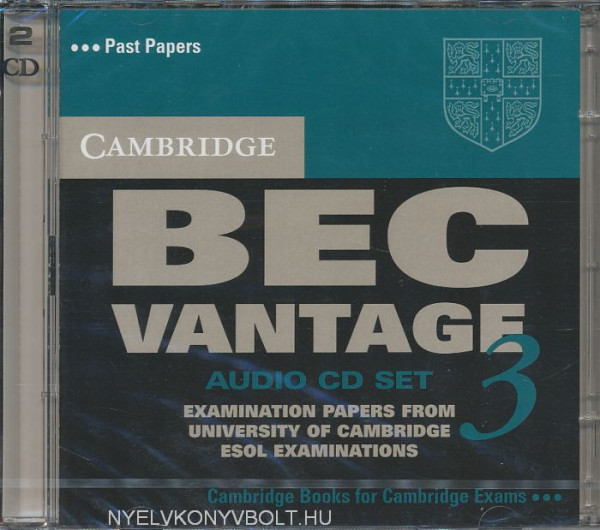 2
CD
••• Past Papers
CAMBRIDGE
BEC
VANTAGE
3
AUDIO CD SET
EXAMINATION PAPERS FROM
UNIVERSITY OF CAMBRIDGE
ESOL EXAMINATIONS
Cambridge Books for Cambridge Exams •••
NYELVKONYVBOLT.HU